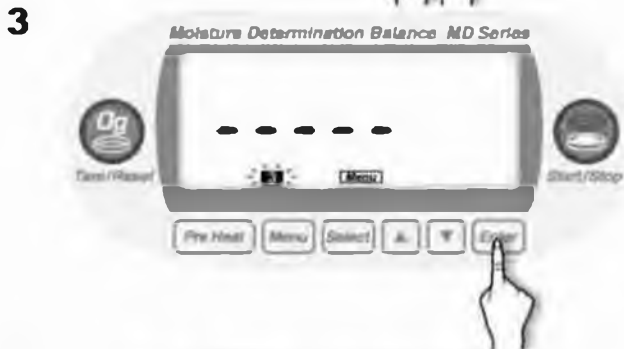 3
Moisture Determination Balance MD Series
0g
- - - - -
Tare/Reset
Menu
Start/Stop
Pre Heat Menu Select ▲ ▼ Enter